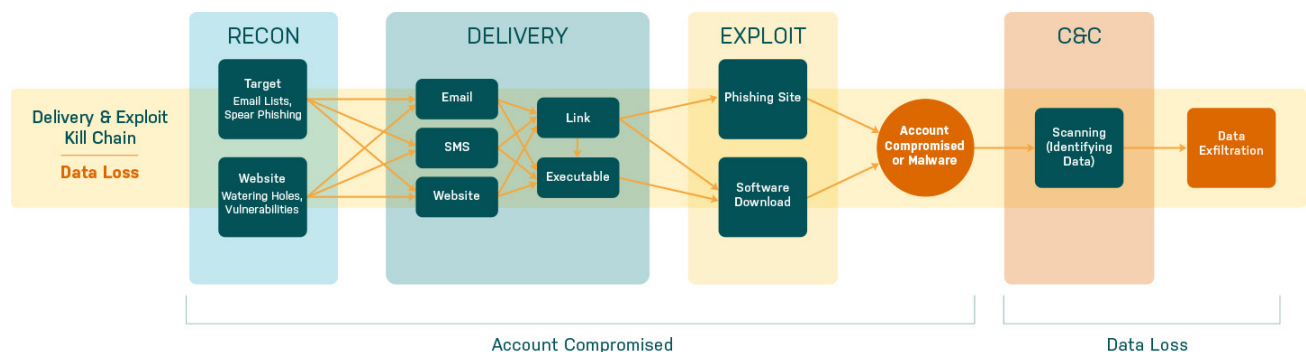 RECON
DELIVERY
EXPLOIT
C&C
Delivery & Exploit
Kill Chain
Data Loss
Target
Email Lists,
Spear Phishing
Website
Watering Holes,
Vulnerabilities
Email
SMS
Website
Link
Executable
Phishing Site
Software
Download
Account
Compromised
or Malware
Scanning
(Identifying
Data)
Data
Exfiltration
Account Compromised
Data Loss